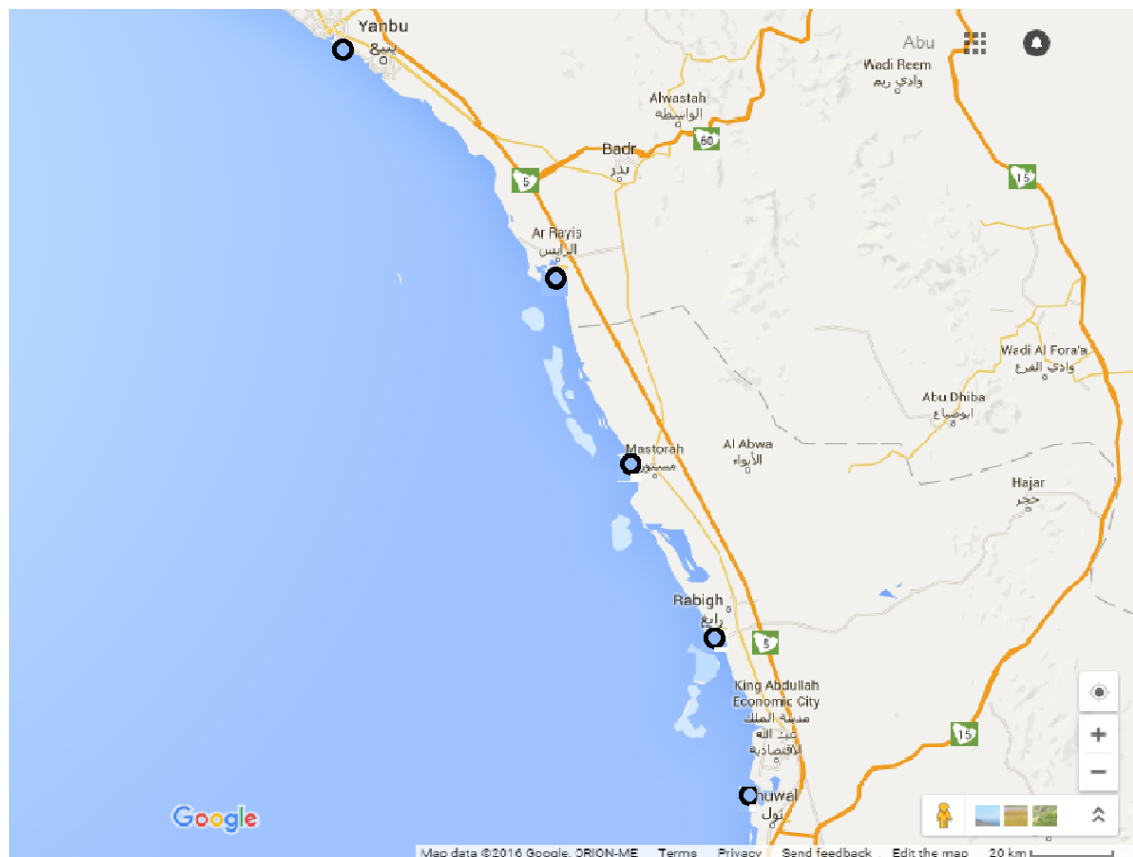 Yanbu
ينبع
Abu
Wadi Reem
وادي ريم
Alwastah
الواسطه
60
Badr
بدر
5
15
Ar Rayis
الرايس
Wadi Al Fora'a
وادي الفرع
Abu Dhiba
ابوضباع
Mastorah
Al Abwa
الأبواء
Hajar
حجر
Rabigh
رابغ
5
King Abdullah
Economic City
مدينة الملك
عبد الله
الاقتصادية
15
huwal
ثول
Google
Map data ©2016 Google, ORION-ME Terms Privacy Send feedback Edit the map 20 km